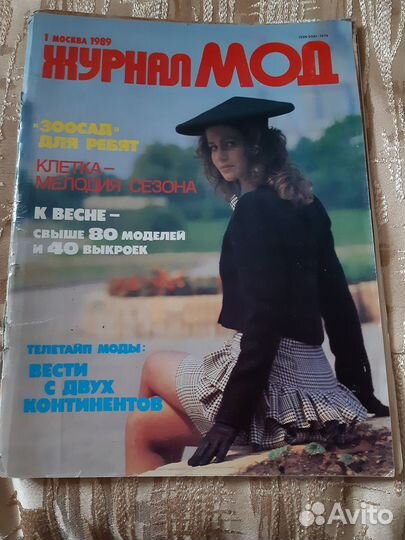 1 МОСКВА 1989
ЖУРНАЛ МОД
«ЗООСАД»
ДЛЯ РЕБЯТ
КЛЕТКА–
МЕЛОДИЯ СЕЗОНА
К ВЕСНЕ –
СВЫШЕ 80 МОДЕЛЕЙ
И 40 ВЫКРОЕК
ТЕЛЕТАЙП МОДЫ:
ВЕСТИ
С ДВУХ
КОНТИНЕНТОВ
Avito